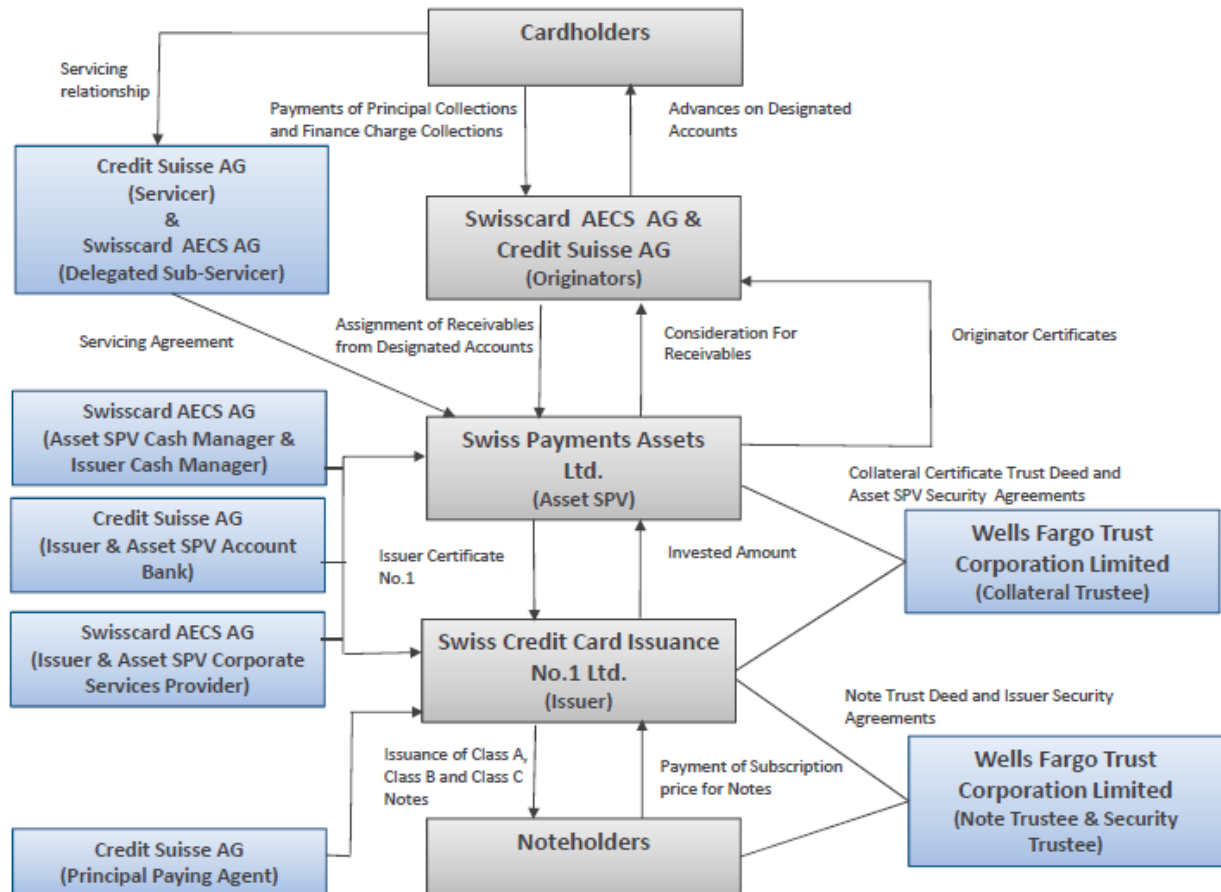 Cardholders
Servicing
relationship
Payments of Principal Collections
and Finance Charge Collections
Advances on Designated
Accounts
Credit Suisse AG
(Servicer)
&
Swisscard AECS AG
(Delegated Sub-Servicer)
Swisscard AECS AG &
Credit Suisse AG
(Originators)
Servicing Agreement
Assignment of Receivables
from Designated Accounts
Consideration For
Receivables
Originator Certificates
Swisscard AECS AG
(Asset SPV Cash Manager &
Issuer Cash Manager)
Swiss Payments Assets
Ltd.
(Asset SPV)
Collateral Certificate Trust Deed and
Asset SPV Security Agreements
Credit Suisse AG
(Issuer & Asset SPV Account
Bank)
Issuer Certificate
No.1
Invested Amount
Wells Fargo Trust
Corporation Limited
(Collateral Trustee)
Swisscard AECS AG
(Issuer & Asset SPV Corporate
Services Provider)
Swiss Credit Card Issuance
No.1 Ltd.
(Issuer)
Note Trust Deed and Issuer Security
Agreements
Issuance of Class A,
Class B and Class C
Notes
Payment of Subscription
price for Notes
Wells Fargo Trust
Corporation Limited
(Note Trustee & Security
Trustee)
Credit Suisse AG
(Principal Paying Agent)
Noteholders